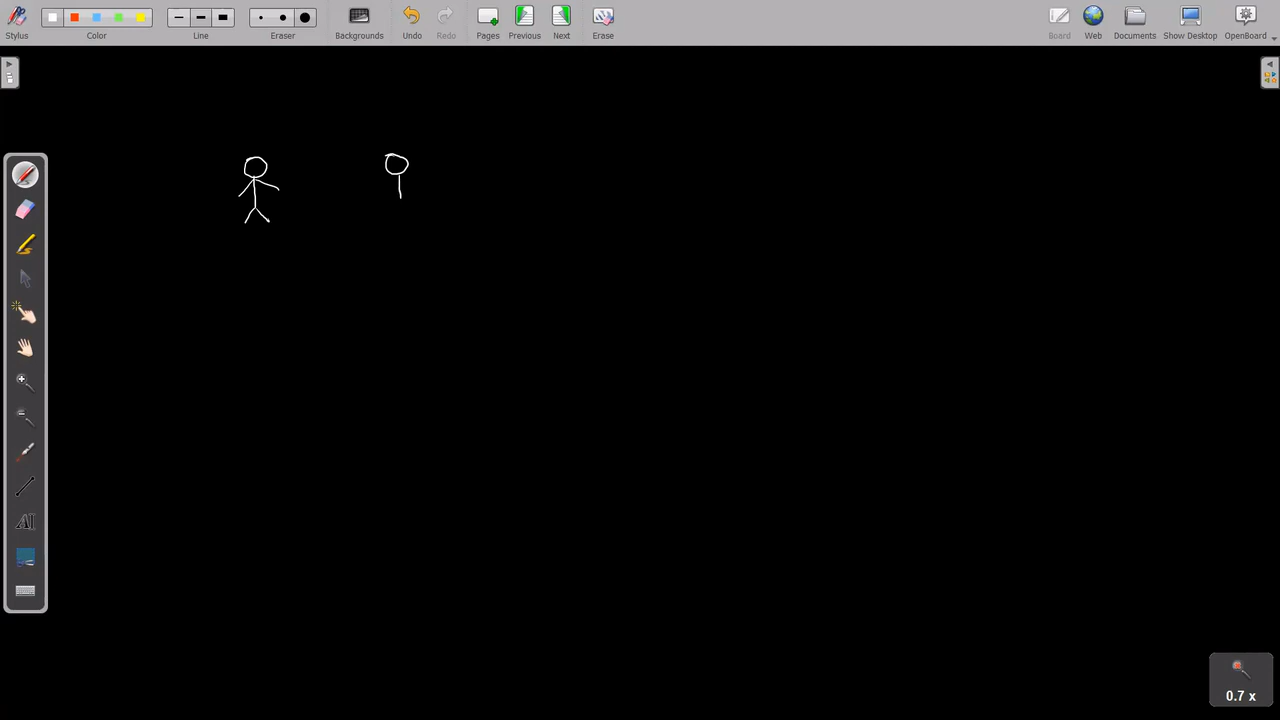 Stylus Color Line Eraser Backgrounds Undo Redo Pages Previous Next Erase Board Web Documents Show Desktop OpenBoard
AI
0.7 x